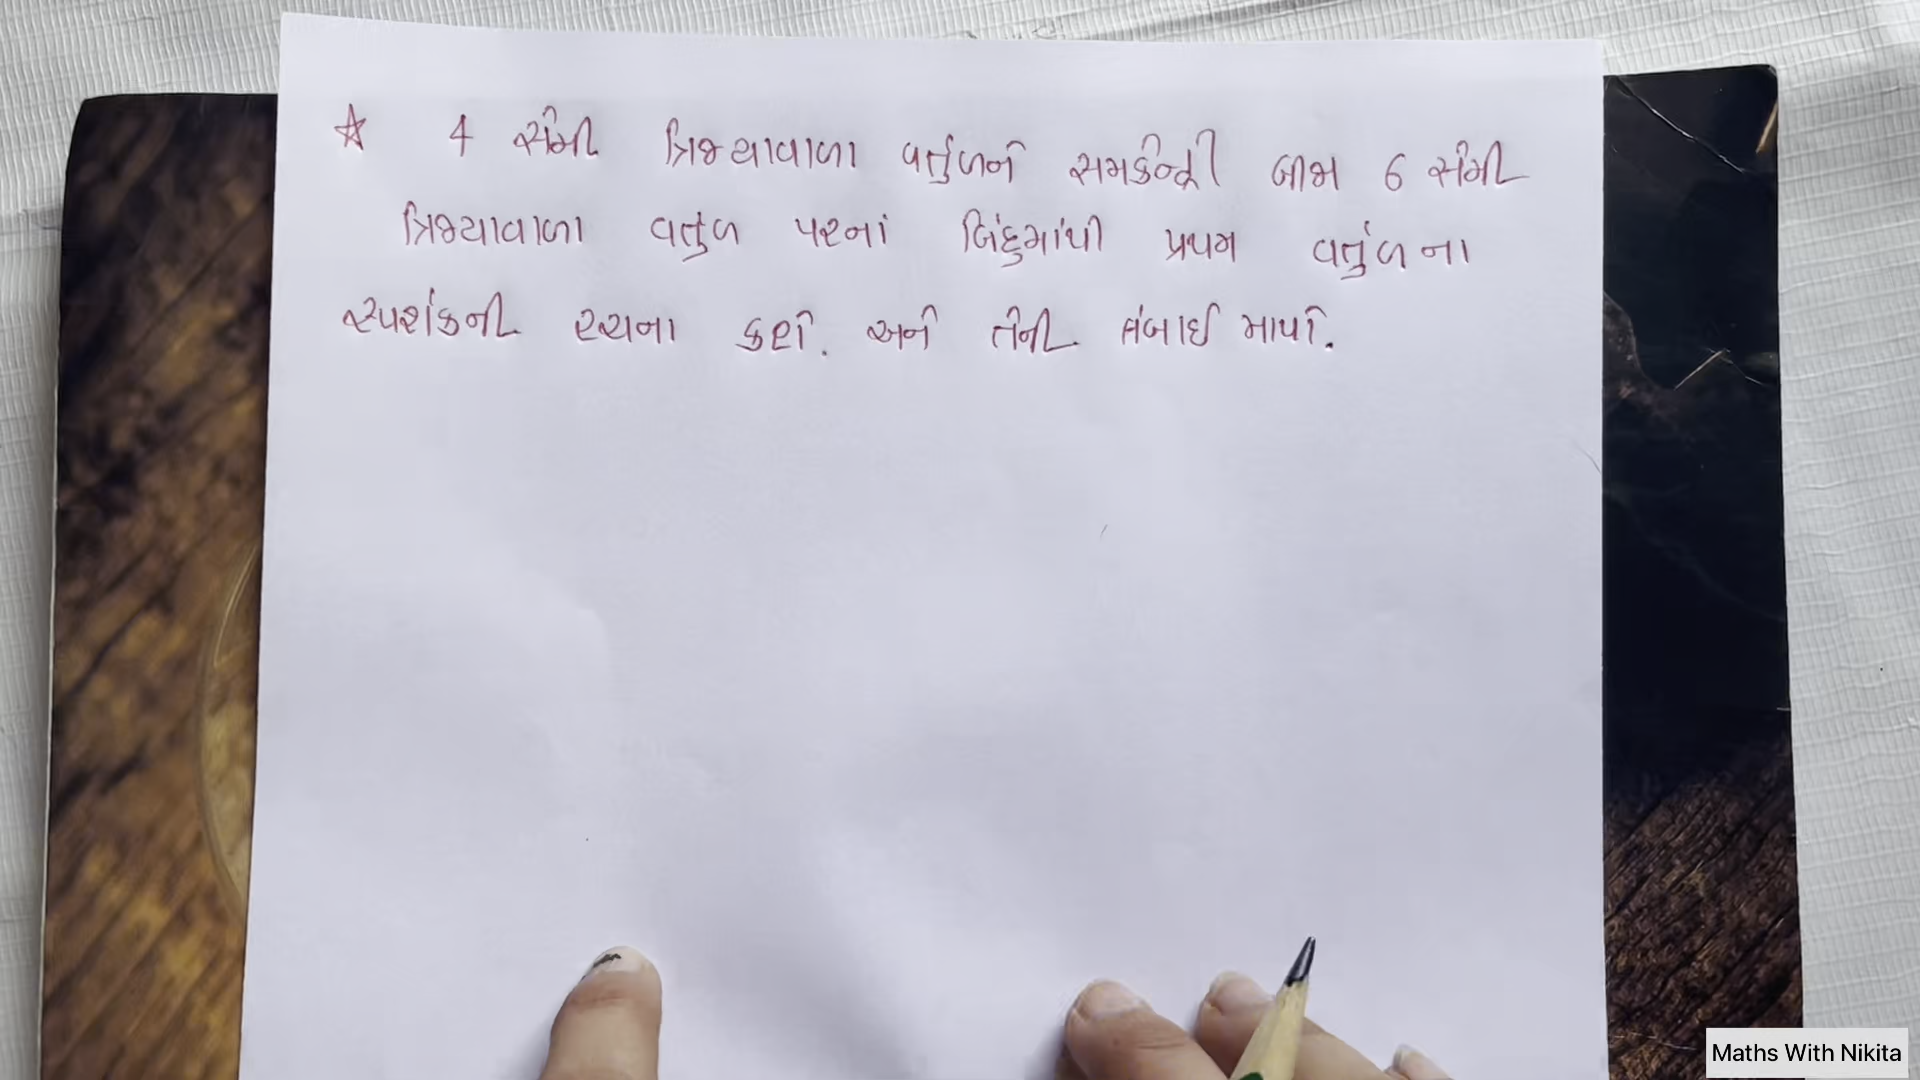 ☆ 4 સેમી ત્રિજ્યાવાળા વર્તુળને સમકેન્દ્રી બીજા 6 સેમી
ત્રિજ્યાવાળા વર્તુળ પરનાં બિંદુમાંથી પ્રથમ વર્તુળના
સ્પર્શકની રચના કરો. અને તેની લંબાઈ માપો.
Maths With Nikita